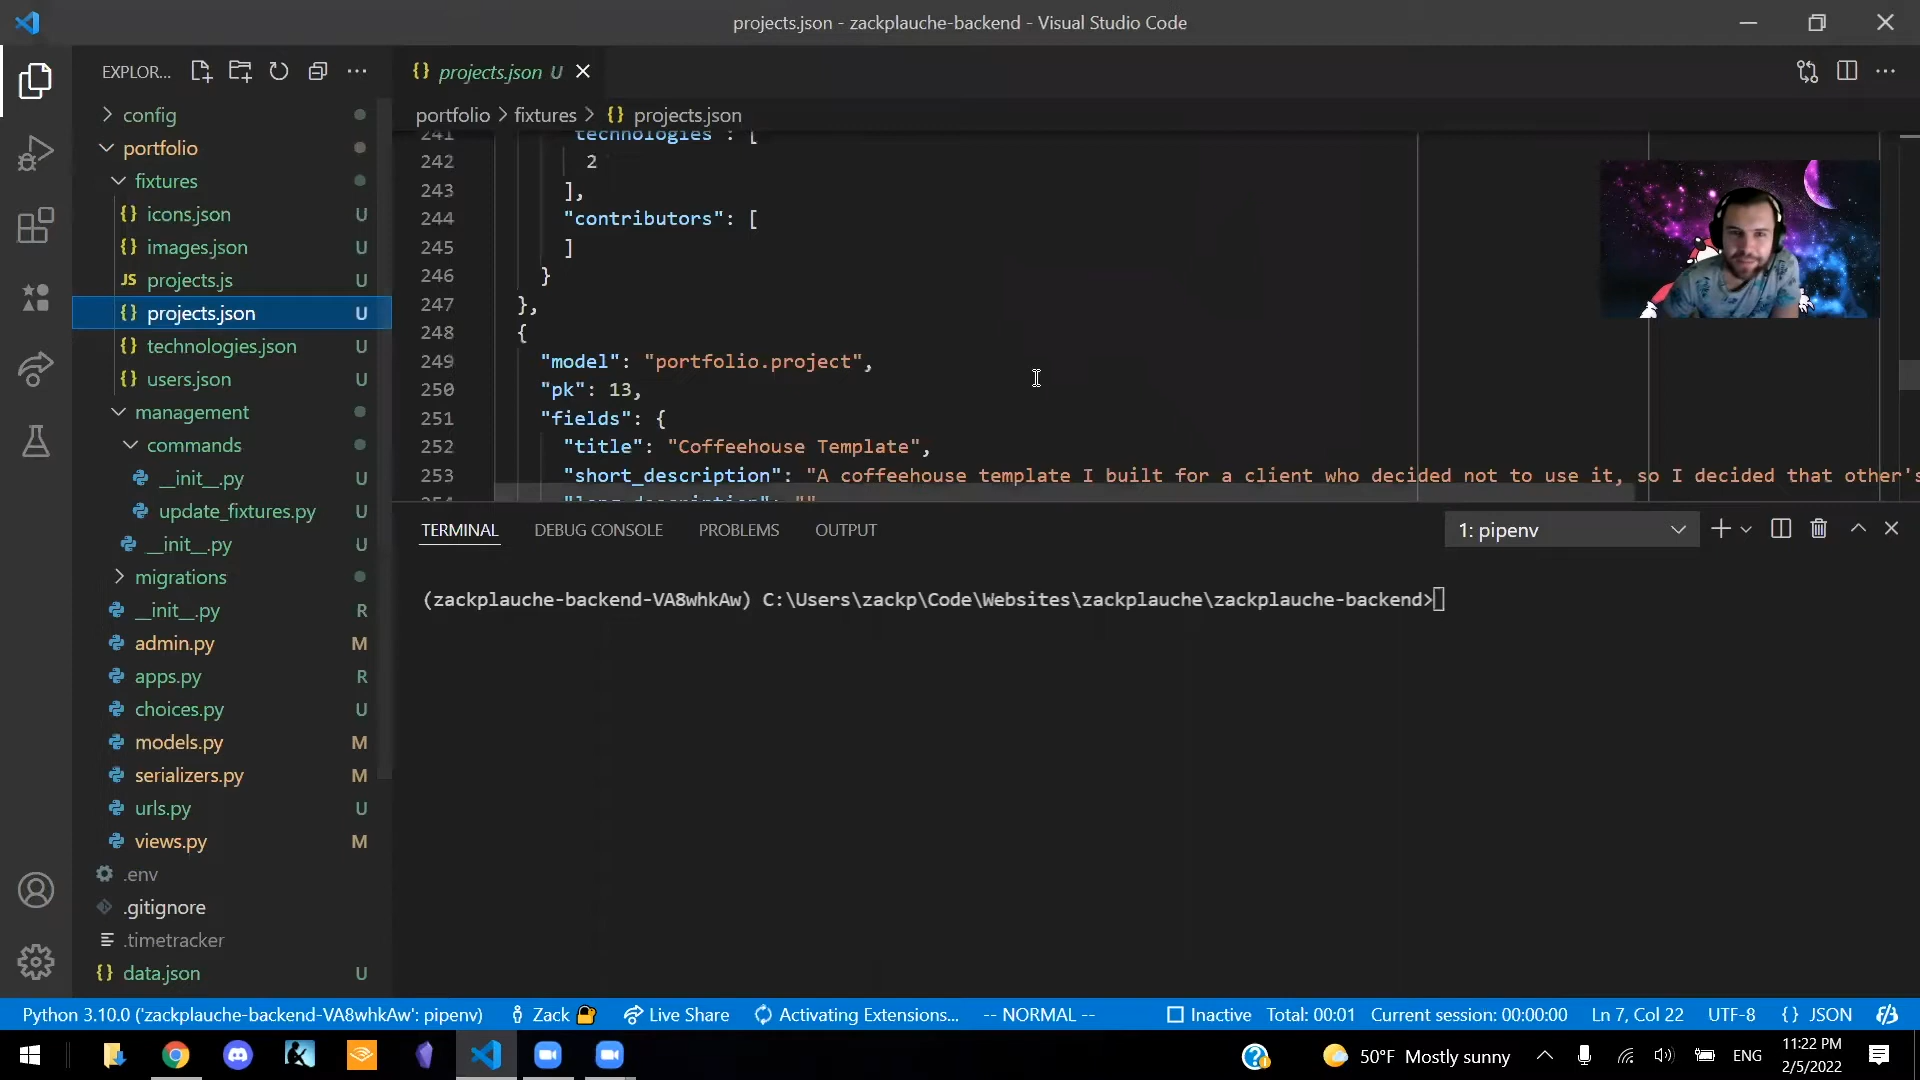 projects.json - zackplauche-backend - Visual Studio Code
EXPLOR...
projects.json U
config
portfolio
fixtures
icons.json U
images.json U
JS projects.js U
projects.json U
technologies.json U
users.json U
management
commands
__init__.py U
update_fixtures.py U
__init__.py U
migrations
__init__.py R
admin.py M
apps.py R
choices.py U
models.py M
serializers.py M
urls.py U
views.py M
.env
.gitignore
.timetracker
data.json U
portfolio > fixtures > {} projects.json
241 "technologies": [
242 2
243 ],
244 "contributors": [
245 ]
246 }
247 },
248 {
249 "model": "portfolio.project",
250 "pk": 13,
251 "fields": {
252 "title": "Coffeehouse Template",
253 "short_description": "A coffeehouse template I built for a client who decided not to use it, so I decided that other's
254 "long_description": ""
TERMINAL DEBUG CONSOLE PROBLEMS OUTPUT 1: pipenv
(zackplauche-backend-VA8whkAw) C:\Users\zackp\Code\Websites\zackplauche\zackplauche-backend>
Python 3.10.0 ('zackplauche-backend-VA8whkAw': pipenv) Zack Live Share Activating Extensions... -- NORMAL -- Inactive Total: 00:01 Current session: 00:00:00 Ln 7, Col 22 UTF-8 {} JSON
50°F Mostly sunny ENG 11:22 PM
2/5/2022